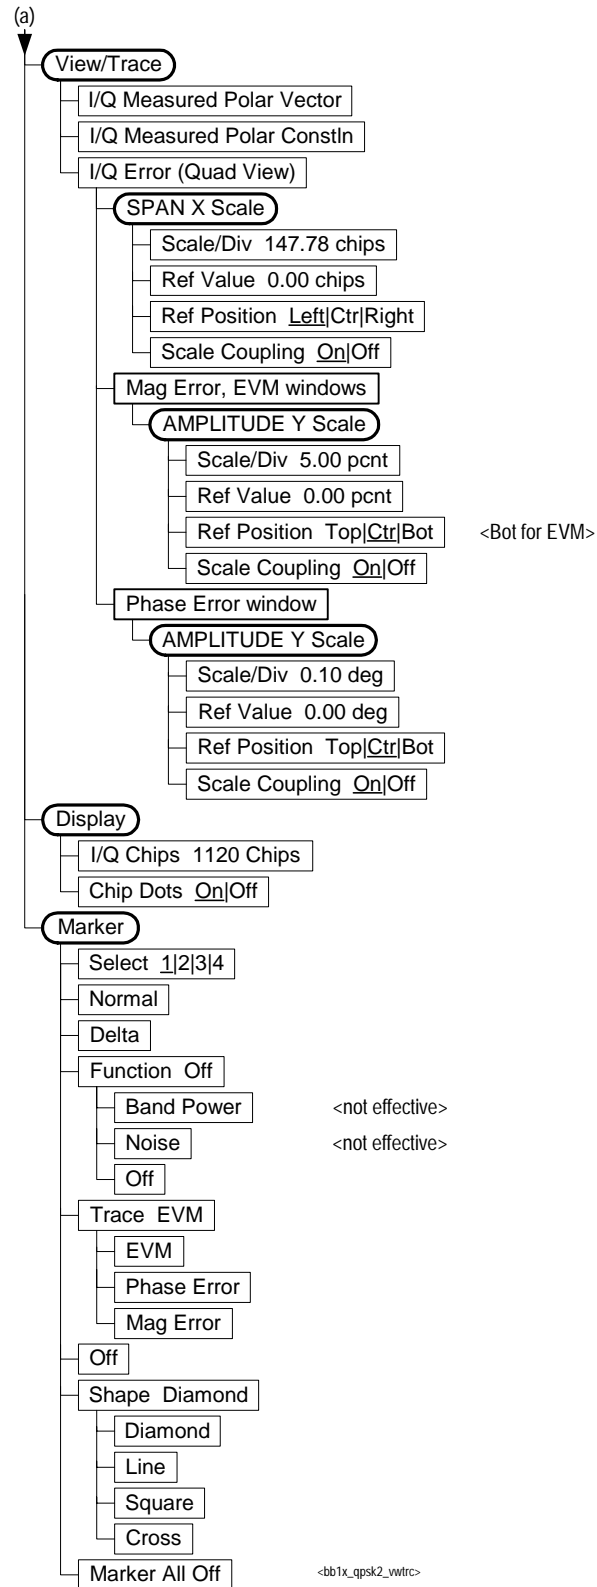 (a)
View/Trace
I/Q Measured Polar Vector
I/Q Measured Polar Constln
I/Q Error (Quad View)
SPAN X Scale
Scale/Div 147.78 chips
Ref Value 0.00 chips
Ref Position Left|Ctr|Right
Scale Coupling On|Off
Mag Error, EVM windows
AMPLITUDE Y Scale
Scale/Div 5.00 pcnt
Ref Value 0.00 pcnt
Ref Position Top|Ctr|Bot <Bot for EVM>
Scale Coupling On|Off
Phase Error window
AMPLITUDE Y Scale
Scale/Div 0.10 deg
Ref Value 0.00 deg
Ref Position Top|Ctr|Bot
Scale Coupling On|Off
Display
I/Q Chips 1120 Chips
Chip Dots On|Off
Marker
Select 1|2|3|4
Normal
Delta
Function Off
Band Power <not effective>
Noise <not effective>
Off
Trace EVM
EVM
Phase Error
Mag Error
Off
Shape Diamond
Diamond
Line
Square
Cross
Marker All Off <bb1x_qpsk2_vwtrc>